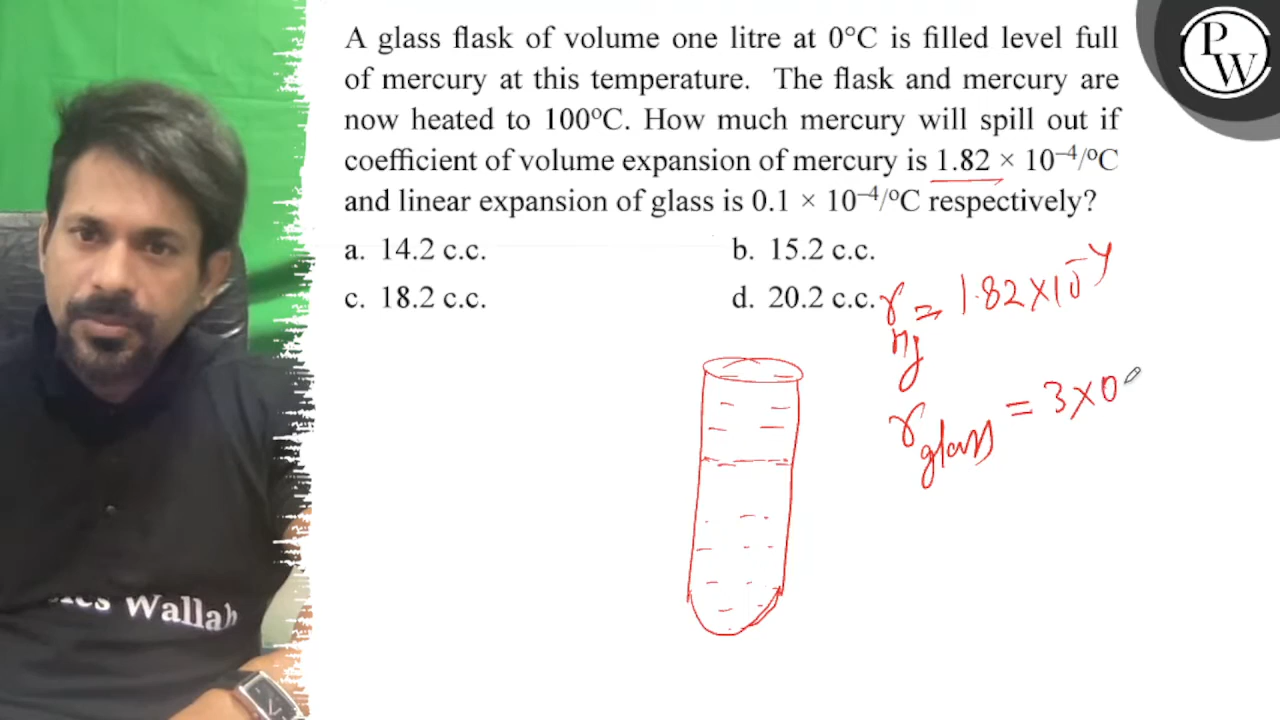 A glass flask of volume one litre at 0°C is filled level full
of mercury at this temperature. The flask and mercury are
now heated to 100°C. How much mercury will spill out if
coefficient of volume expansion of mercury is 1.82 × 10⁻⁴/°C
and linear expansion of glass is 0.1 × 10⁻⁴/°C respectively?
a. 14.2 c.c. b. 15.2 c.c.
c. 18.2 c.c. d. 20.2 c.c.
γ = 1.82×10⁻⁴
Hg
γ glass = 3×0
Wallah
PW